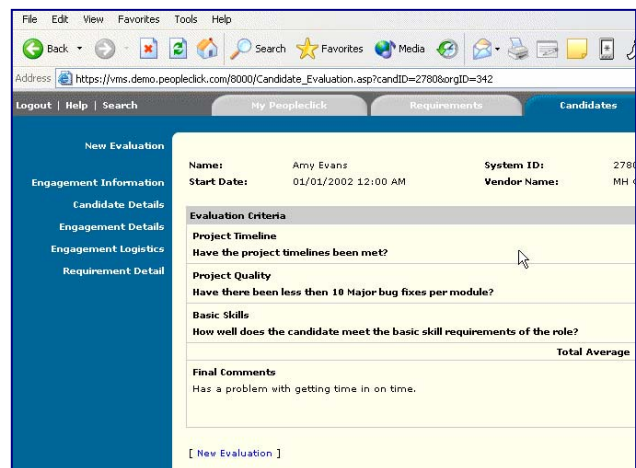 File Edit View Favorites Tools Help
Back Search Favorites Media
Address https://vms.demo.peopleclick.com/8000/Candidate_Evaluation.asp?candID=2780&orgID=342
Logout | Help | Search My Peopleclick Requirements Candidates
New Evaluation
Engagement Information
Candidate Details
Engagement Details
Engagement Logistics
Requirement Detail
Name: Amy Evans System ID: 2780
Start Date: 01/01/2002 12:00 AM Vendor Name: MH
Evaluation Criteria
Project Timeline
Have the project timelines been met?
Project Quality
Have there been less then 10 Major bug fixes per module?
Basic Skills
How well does the candidate meet the basic skill requirements of the role?
Total Average
Final Comments
Has a problem with getting time in on time.
[ New Evaluation ]